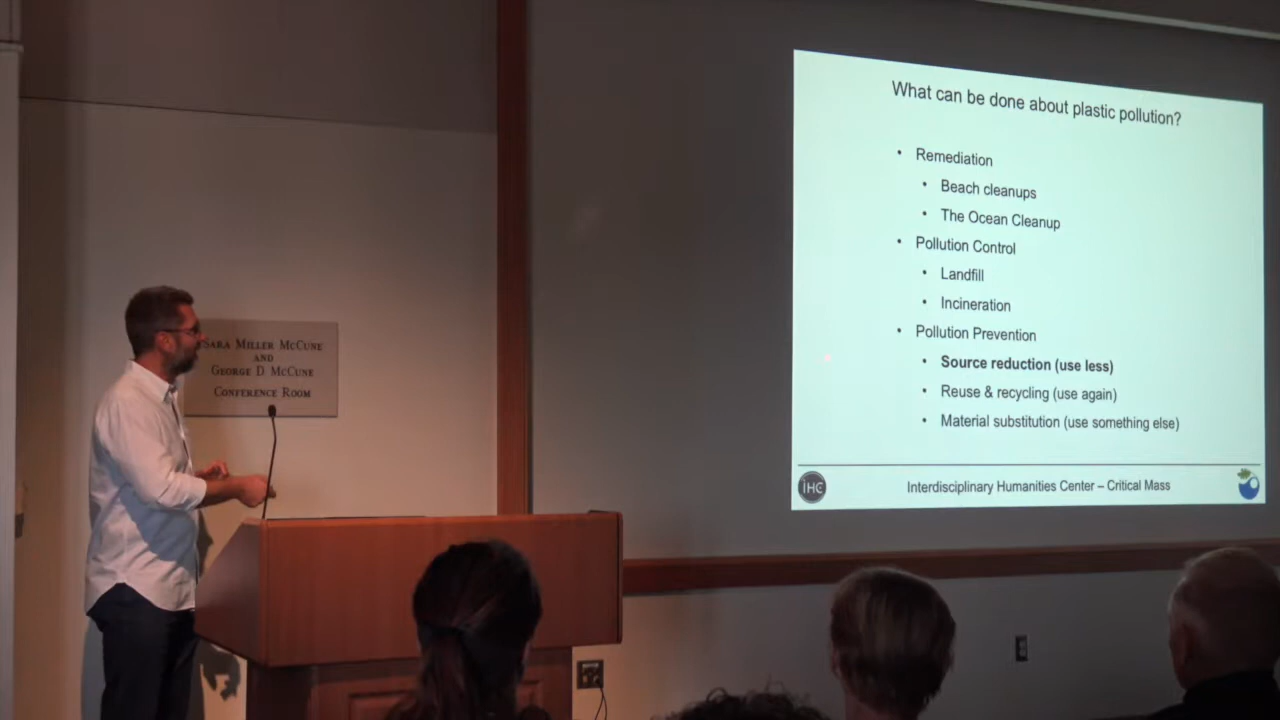 What can be done about plastic pollution?
• Remediation
• Beach cleanups
• The Ocean Cleanup
• Pollution Control
• Landfill
• Incineration
• Pollution Prevention
• Source reduction (use less)
• Reuse & recycling (use again)
• Material substitution (use something else)
IHC
Interdisciplinary Humanities Center – Critical Mass
SARA MILLER MCCUNE
AND
GEORGE D MCCUNE
CONFERENCE ROOM